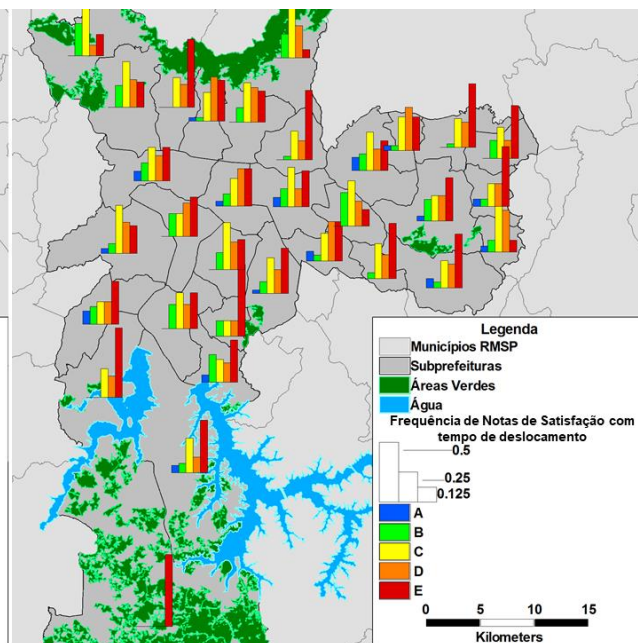 Legenda
Municípios RMSP
Subprefeituras
Áreas Verdes
Água
Frequência de Notas de Satisfação com
tempo de deslocamento
0.5
0.25
0.125
A
B
C
D
E
0 5 10 15
Kilometers